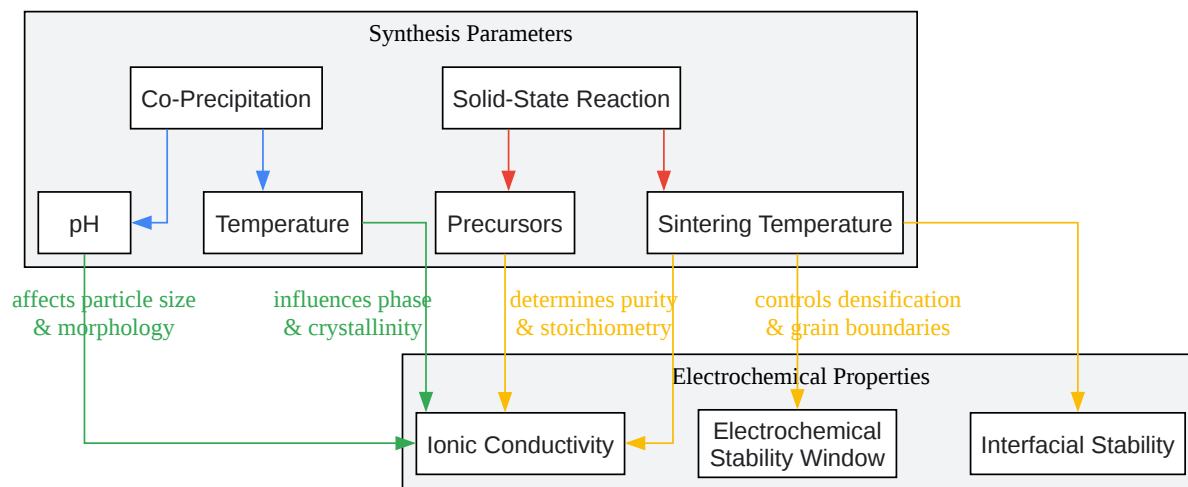 Synthesis Parameters
Co-Precipitation
Solid-State Reaction
pH
Temperature
Precursors
Sintering Temperature
affects particle size
& morphology
influences phase
& crystallinity
determines purity
& stoichiometry
controls densification
& grain boundaries
Electrochemical Properties
Ionic Conductivity
Electrochemical
Stability Window
Interfacial Stability